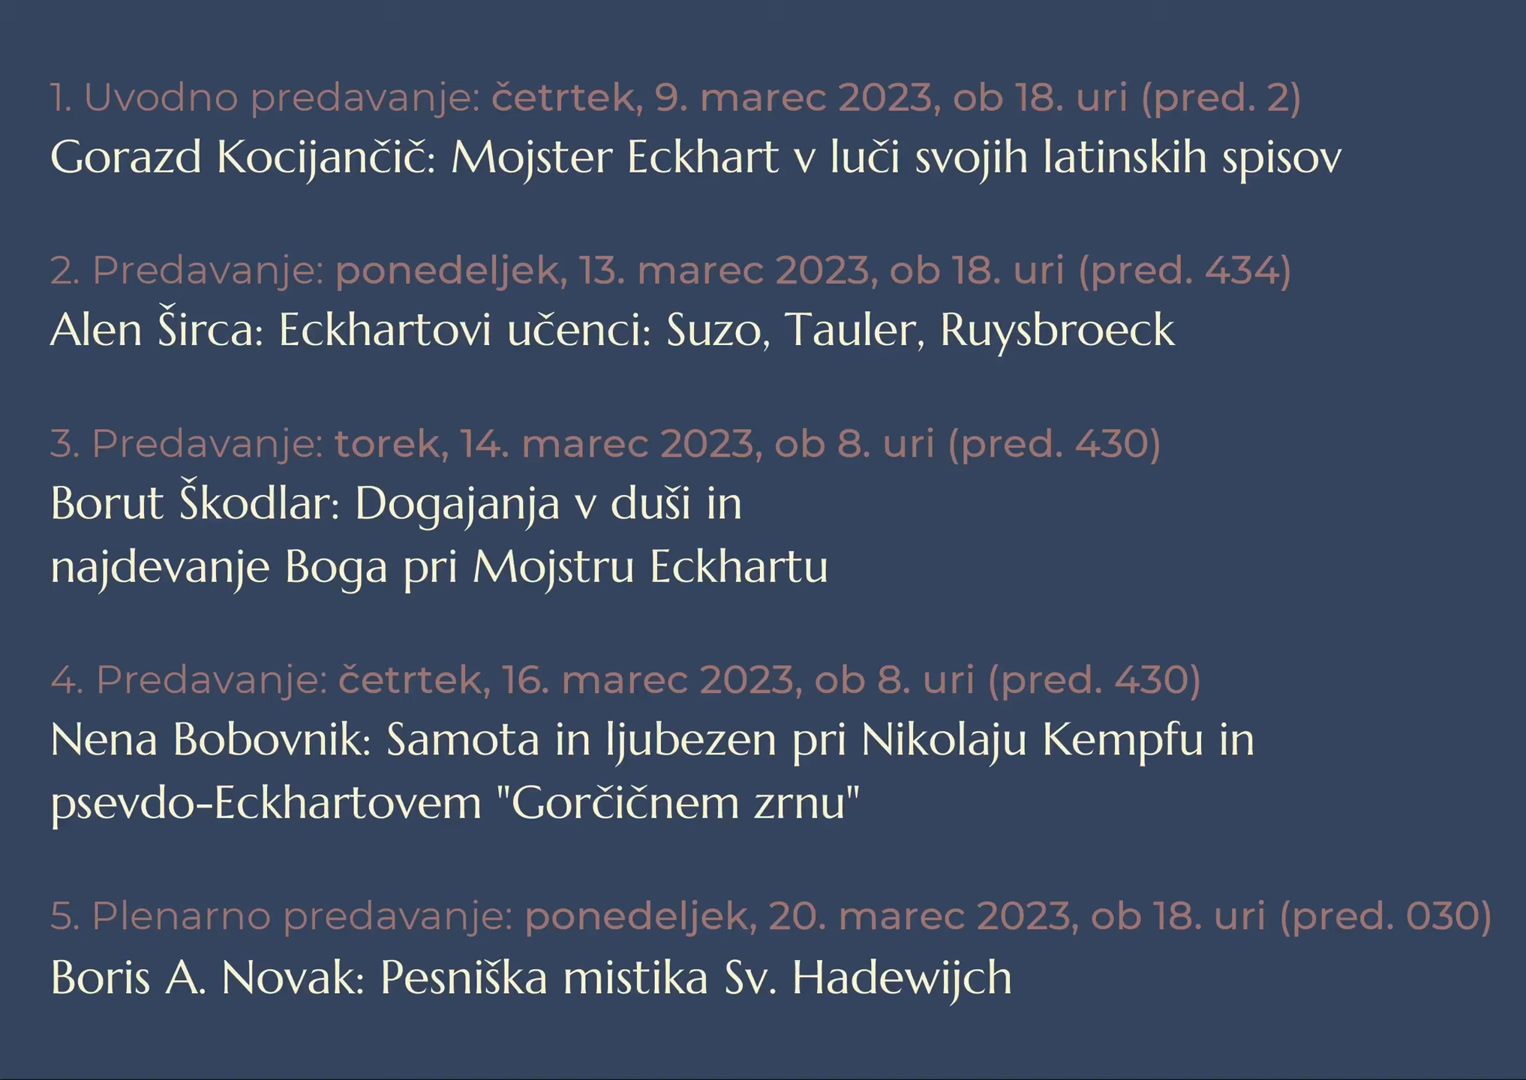 1. Uvodno predavanje: četrtek, 9. marec 2023, ob 18. uri (pred. 2)
Gorazd Kocijančič: Mojster Eckhart v luči svojih latinskih spisov
2. Predavanje: ponedeljek, 13. marec 2023, ob 18. uri (pred. 434)
Alen Širca: Eckhartovi učenci: Suzo, Tauler, Ruysbroeck
3. Predavanje: torek, 14. marec 2023, ob 8. uri (pred. 430)
Borut Škodlar: Dogajanja v duši in
najdevanje Boga pri Mojstru Eckhartu
4. Predavanje: četrtek, 16. marec 2023, ob 8. uri (pred. 430)
Nena Bobovnik: Samota in ljubezen pri Nikolaju Kempfu in
psevdo-Eckhartovem "Gorčičnem zrnu"
5. Plenarno predavanje: ponedeljek, 20. marec 2023, ob 18. uri (pred. 030)
Boris A. Novak: Pesniška mistika Sv. Hadewijch